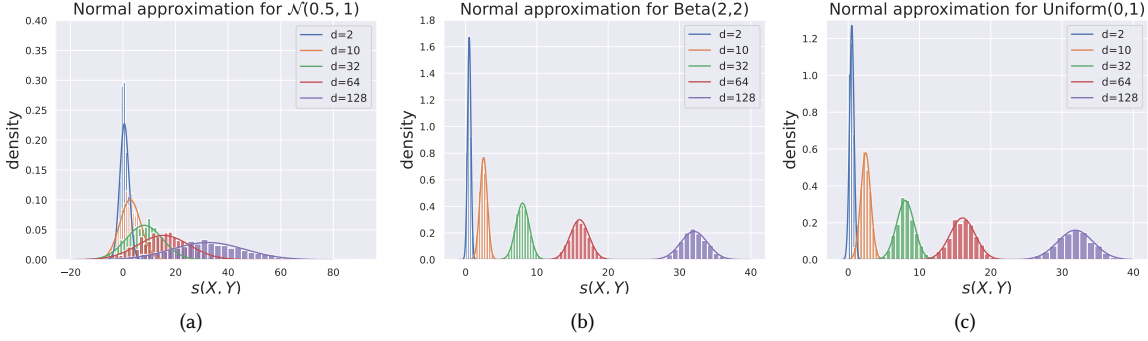 Normal approximation for 𝒩(0.5, 1)
density
0.40
0.35
0.30
0.25
0.20
0.15
0.10
0.05
0.00
−20
0
20
40
60
80
s(X, Y)
d=2
d=10
d=32
d=64
d=128
(a)
Normal approximation for Beta(2,2)
density
1.8
1.6
1.4
1.2
1.0
0.8
0.6
0.4
0.2
0.0
0
10
20
30
40
s(X, Y)
d=2
d=10
d=32
d=64
d=128
(b)
Normal approximation for Uniform(0,1)
density
1.2
1.0
0.8
0.6
0.4
0.2
0.0
0
10
20
30
40
s(X, Y)
d=2
d=10
d=32
d=64
d=128
(c)